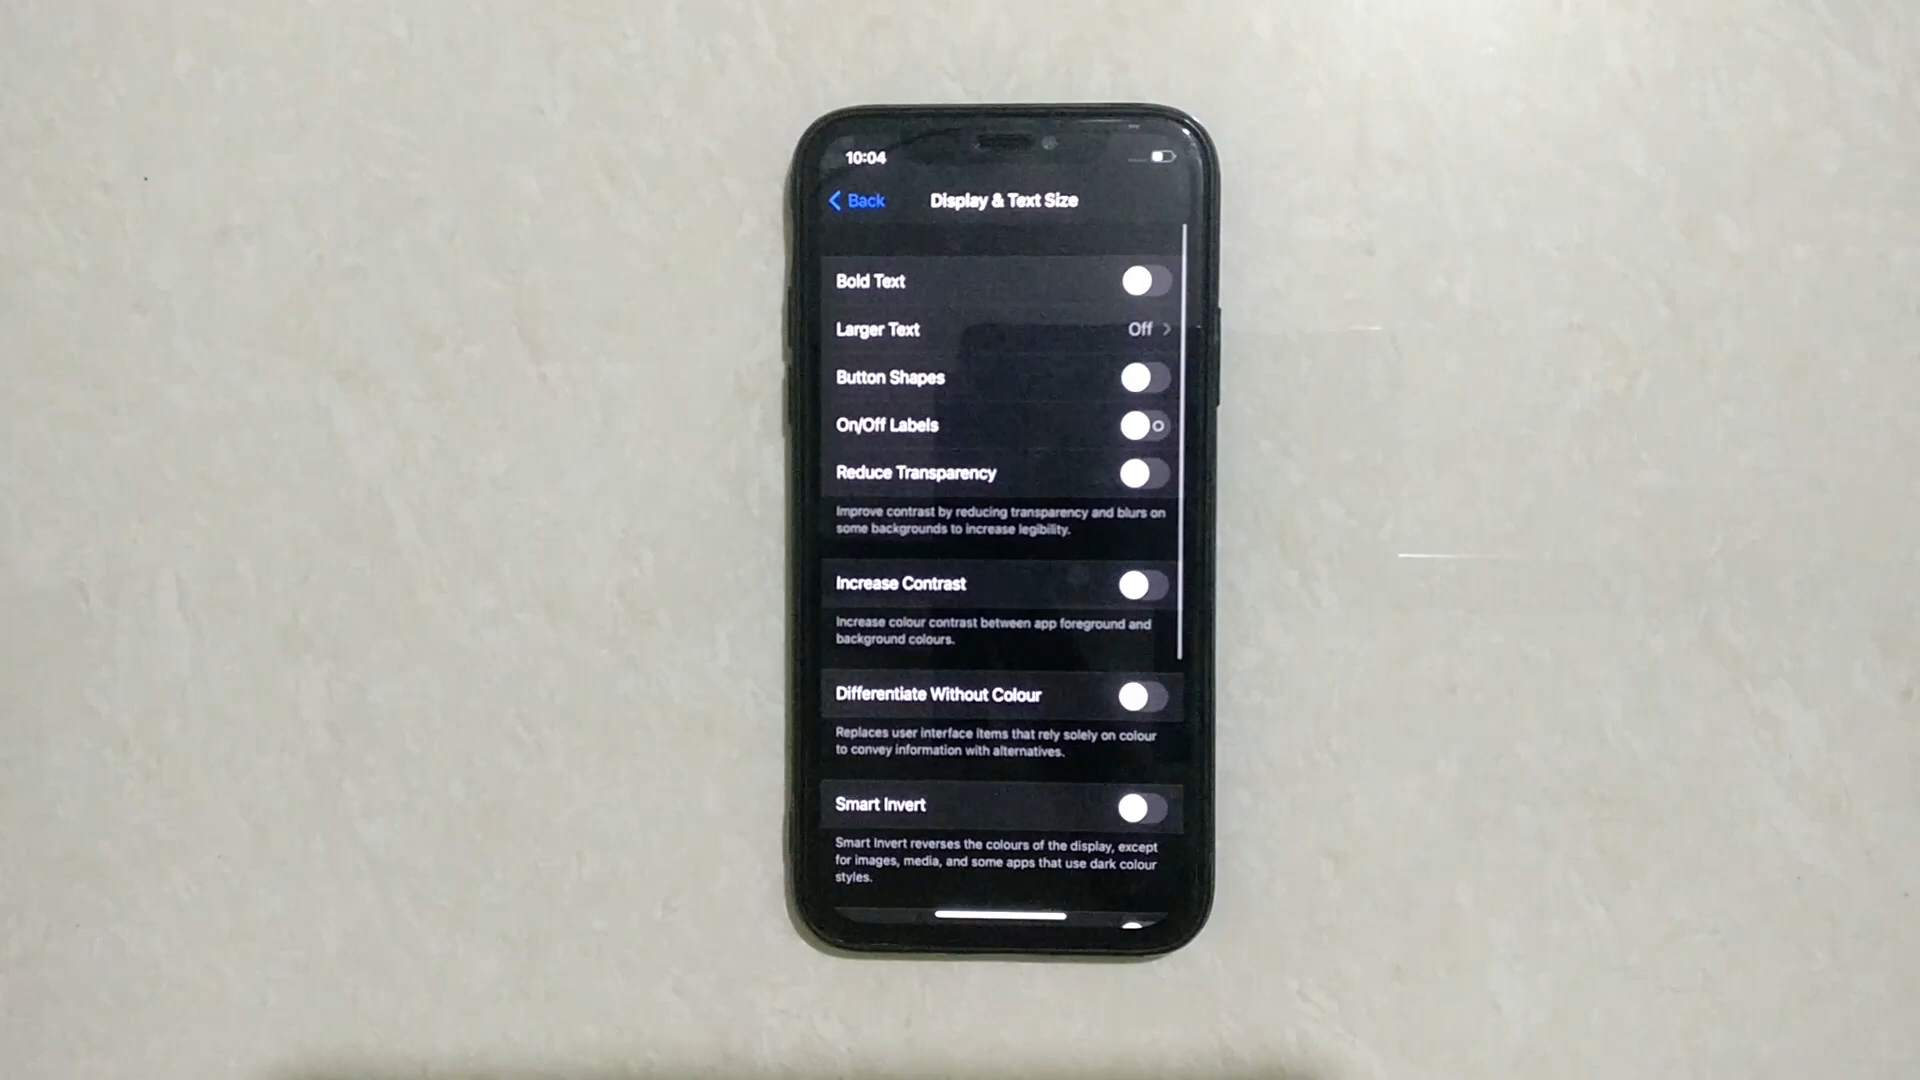 10:04
Back
Display & Text Size
Bold Text
Larger Text Off
Button Shapes
On/Off Labels
Reduce Transparency
Improve contrast by reducing transparency and blurs on
some backgrounds to increase legibility.
Increase Contrast
Increase colour contrast between app foreground and
background colours.
Differentiate Without Colour
Replaces user interface items that rely solely on colour
to convey information with alternatives.
Smart Invert
Smart Invert reverses the colours of the display, except
for images, media, and some apps that use dark colour
styles.